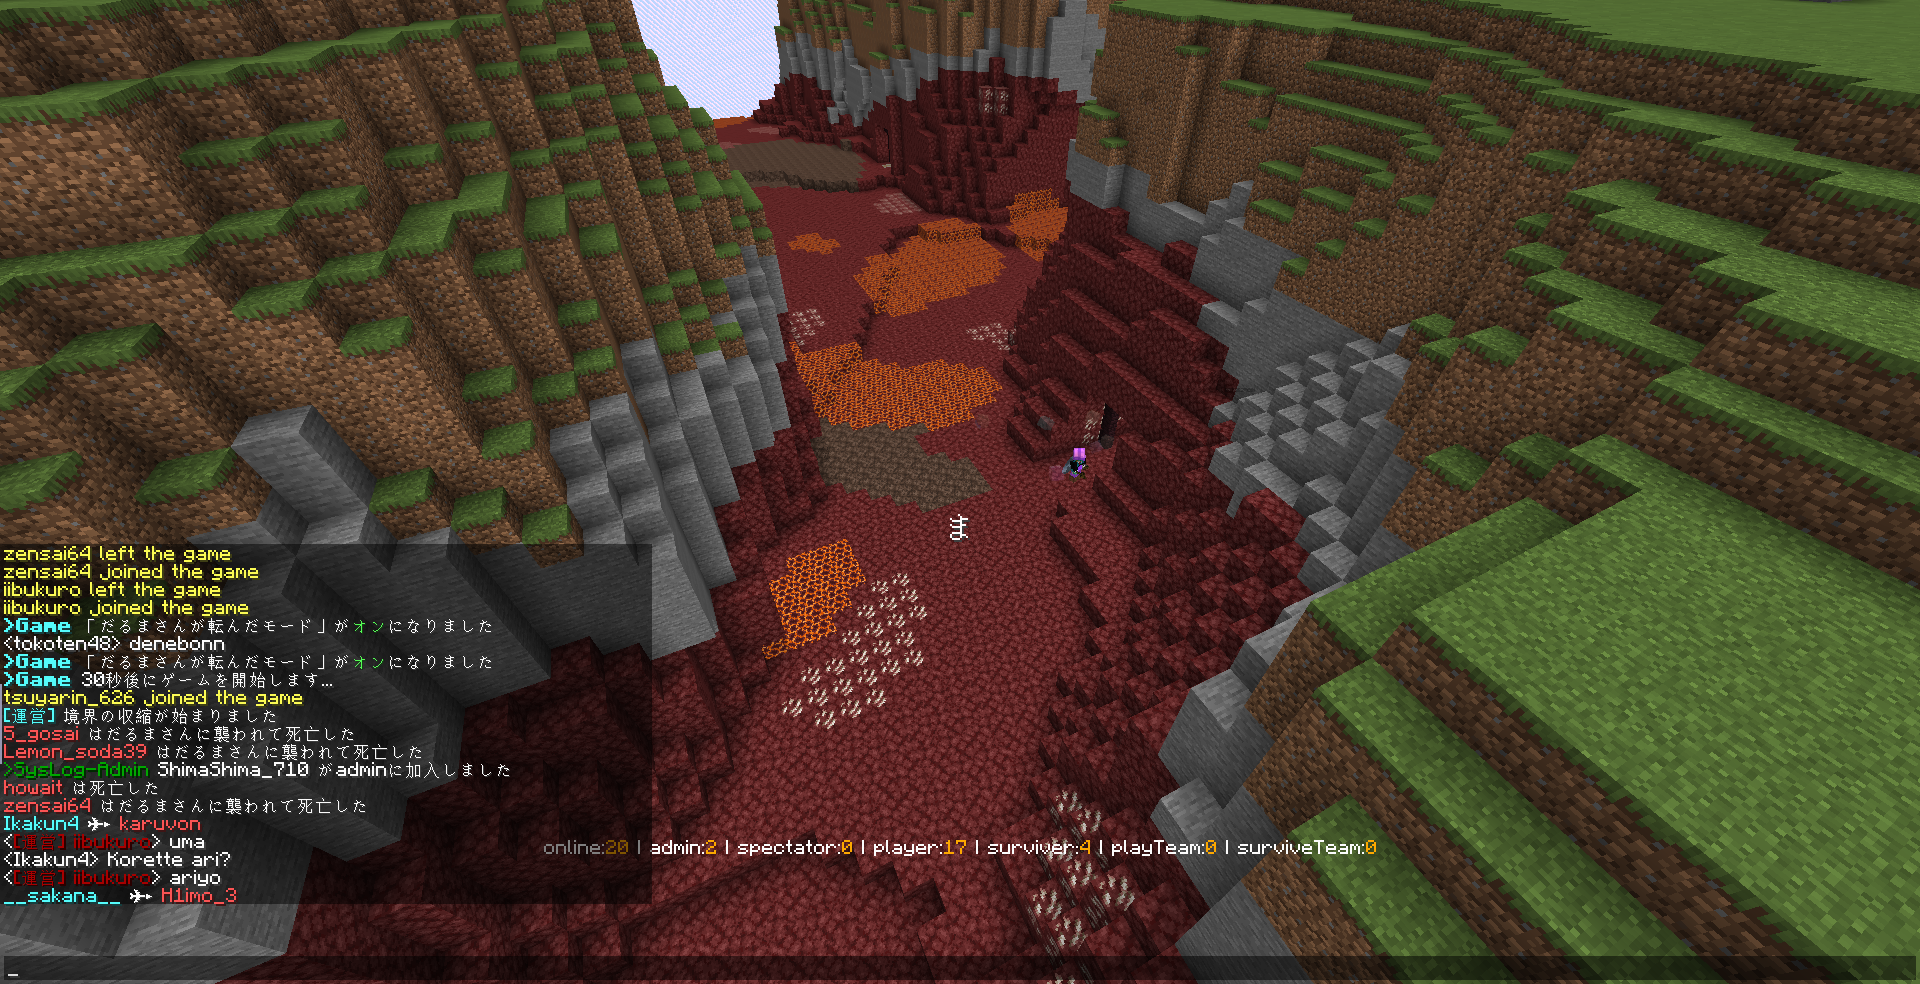 zensai64 left the game
zensai64 joined the game
iibukuro left the game
iibukuro joined the game
>Game 「だるまさんが転んだモード」がオンになりました
<tokoten48> denebonn
>Game 「だるまさんが転んだモード」がオンになりました
>Game 30秒後にゲームを開始します...
tsuyarin_626 joined the game
[運営] 境界の収縮が始まりました
5_gosai はだるまさんに襲われて死亡した
Lemon_soda39 はだるまさんに襲われて死亡した
>SysLog-Admin ShimaShima_710 がadminに加入しました
howait は死亡した
zensai64 はだるまさんに襲われて死亡した
Ikakun4 karuvon
<[運営] iibukuro> uma
<Ikakun4> Korette ari?
<[運営] iibukuro> ariyo
__sakana__ H1imo_3
online:20 | admin:2 | spectator:0 | player:17 | surviver:4 | playTeam:0 | surviveTeam:0
_